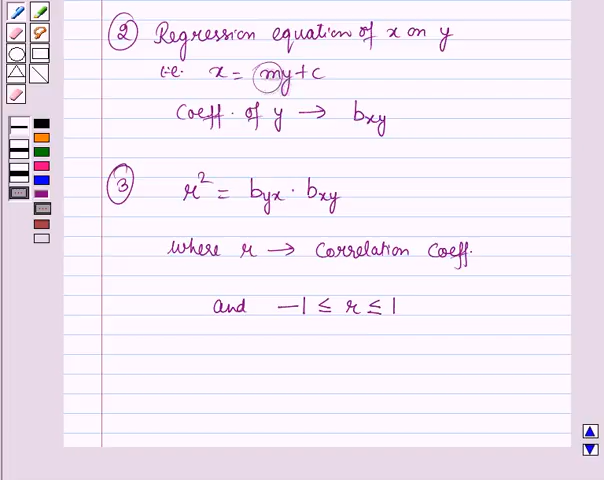 ② Regression equation of x on y
i.e. x = my + c
Coeff. of y → bxy
③ r² = byx · bxy
where r → Correlation Coeff.
and −1 ≤ r ≤ 1